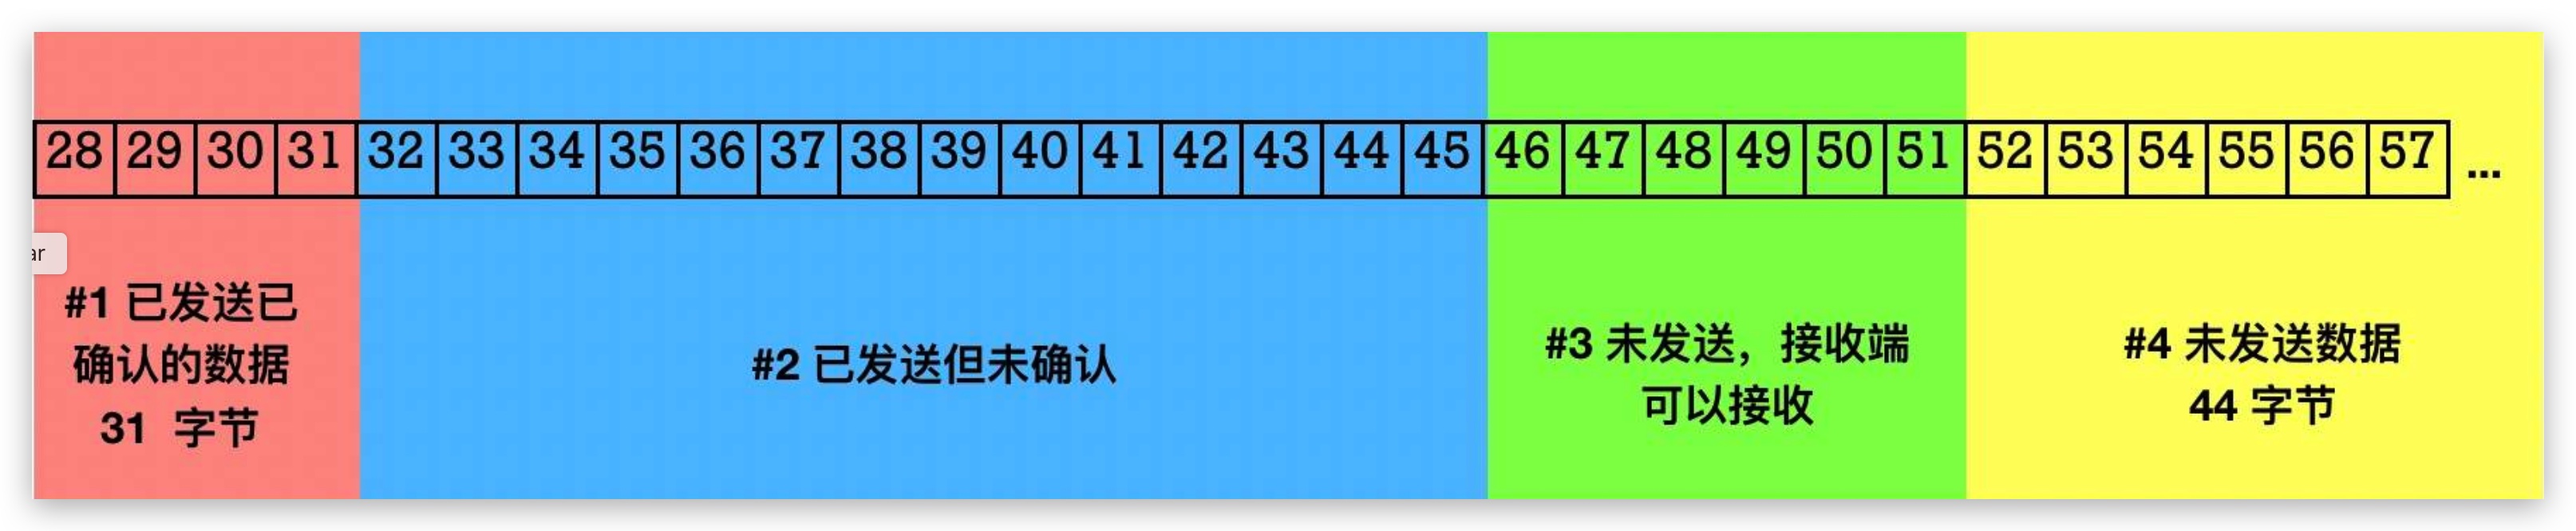 28 29 30 31 32 33 34 35 36 37 38 39 40 41 42 43 44 45 46 47 48 49 50 51 52 53 54 55 56 57 ...
ar
#1 已发送已
确认的数据
31 字节
#2 已发送但未确认
#3 未发送，接收端
可以接收
#4 未发送数据
44 字节